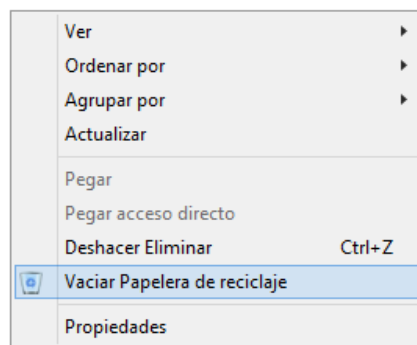 Ver
Ordenar por
Agrupar por
Actualizar
Pegar
Pegar acceso directo
Deshacer Eliminar Ctrl+Z
Vaciar Papelera de reciclaje
Propiedades